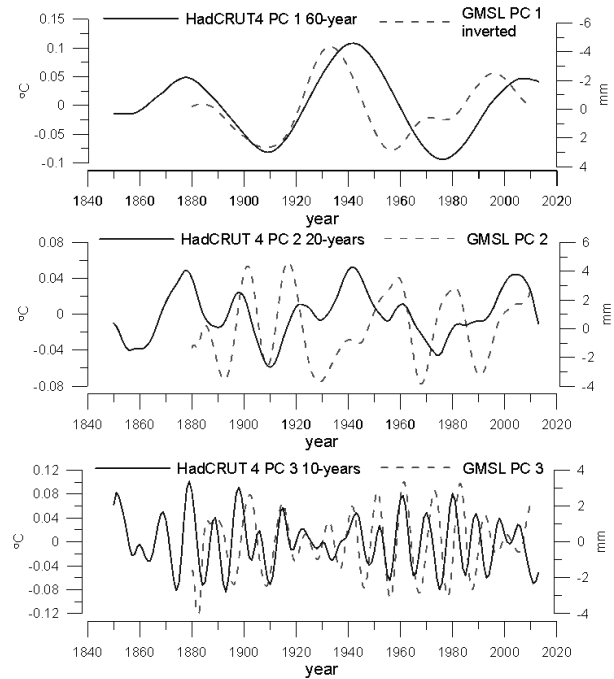 HadCRUT4 PC 1 60-year
GMSL PC 1
inverted
0.15
0.1
0.05
0
-0.05
-0.1
ºC
-6
-4
-2
0
2
4
mm
1840 1860 1880 1900 1920 1940 1960 1980 2000 2020
year
HadCRUT 4 PC 2 20-years
GMSL PC 2
0.08
0.04
0
-0.04
-0.08
ºC
6
4
2
0
-2
-4
mm
1840 1860 1880 1900 1920 1940 1960 1980 2000 2020
year
HadCRUT 4 PC 3 10-years
GMSL PC 3
0.12
0.08
0.04
0
-0.04
-0.08
-0.12
ºC
4
2
0
-2
-4
mm
1840 1860 1880 1900 1920 1940 1960 1980 2000 2020
year